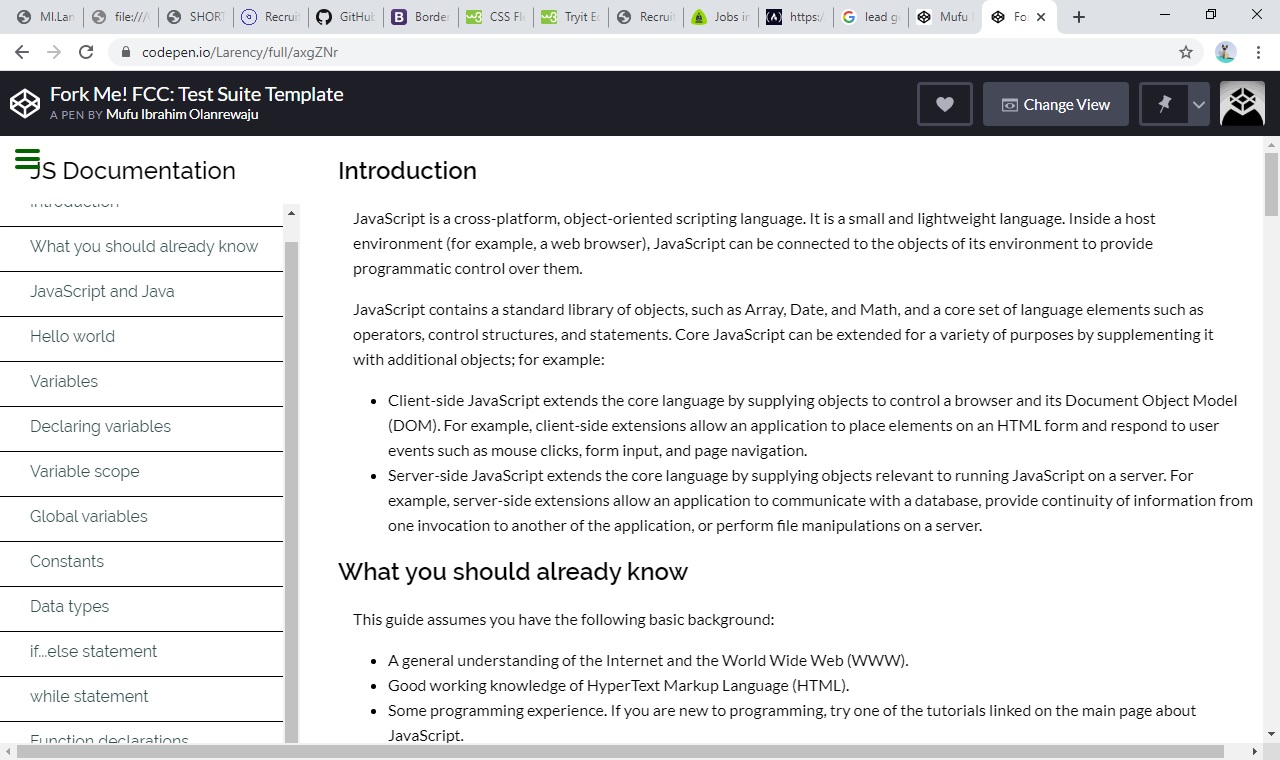 MI.Lan
file:///
SHORT
Recruit
GitHub
Border
CSS Fl
Tryit Ed
Recruit
Jobs in
https:/
lead g
Mufu
Fo
codepen.io/Larency/full/axgZNr
Fork Me! FCC: Test Suite Template
A PEN BY Mufu Ibrahim Olanrewaju
Change View
JS Documentation
Introduction
What you should already know
JavaScript and Java
Hello world
Variables
Declaring variables
Variable scope
Global variables
Constants
Data types
if...else statement
while statement
Function declarations
Introduction
JavaScript is a cross-platform, object-oriented scripting language. It is a small and lightweight language. Inside a host
environment (for example, a web browser), JavaScript can be connected to the objects of its environment to provide
programmatic control over them.
JavaScript contains a standard library of objects, such as Array, Date, and Math, and a core set of language elements such as
operators, control structures, and statements. Core JavaScript can be extended for a variety of purposes by supplementing it
with additional objects; for example:
• Client-side JavaScript extends the core language by supplying objects to control a browser and its Document Object Model
(DOM). For example, client-side extensions allow an application to place elements on an HTML form and respond to user
events such as mouse clicks, form input, and page navigation.
• Server-side JavaScript extends the core language by supplying objects relevant to running JavaScript on a server. For
example, server-side extensions allow an application to communicate with a database, provide continuity of information from
one invocation to another of the application, or perform file manipulations on a server.
What you should already know
This guide assumes you have the following basic background:
• A general understanding of the Internet and the World Wide Web (WWW).
• Good working knowledge of HyperText Markup Language (HTML).
• Some programming experience. If you are new to programming, try one of the tutorials linked on the main page about
JavaScript.